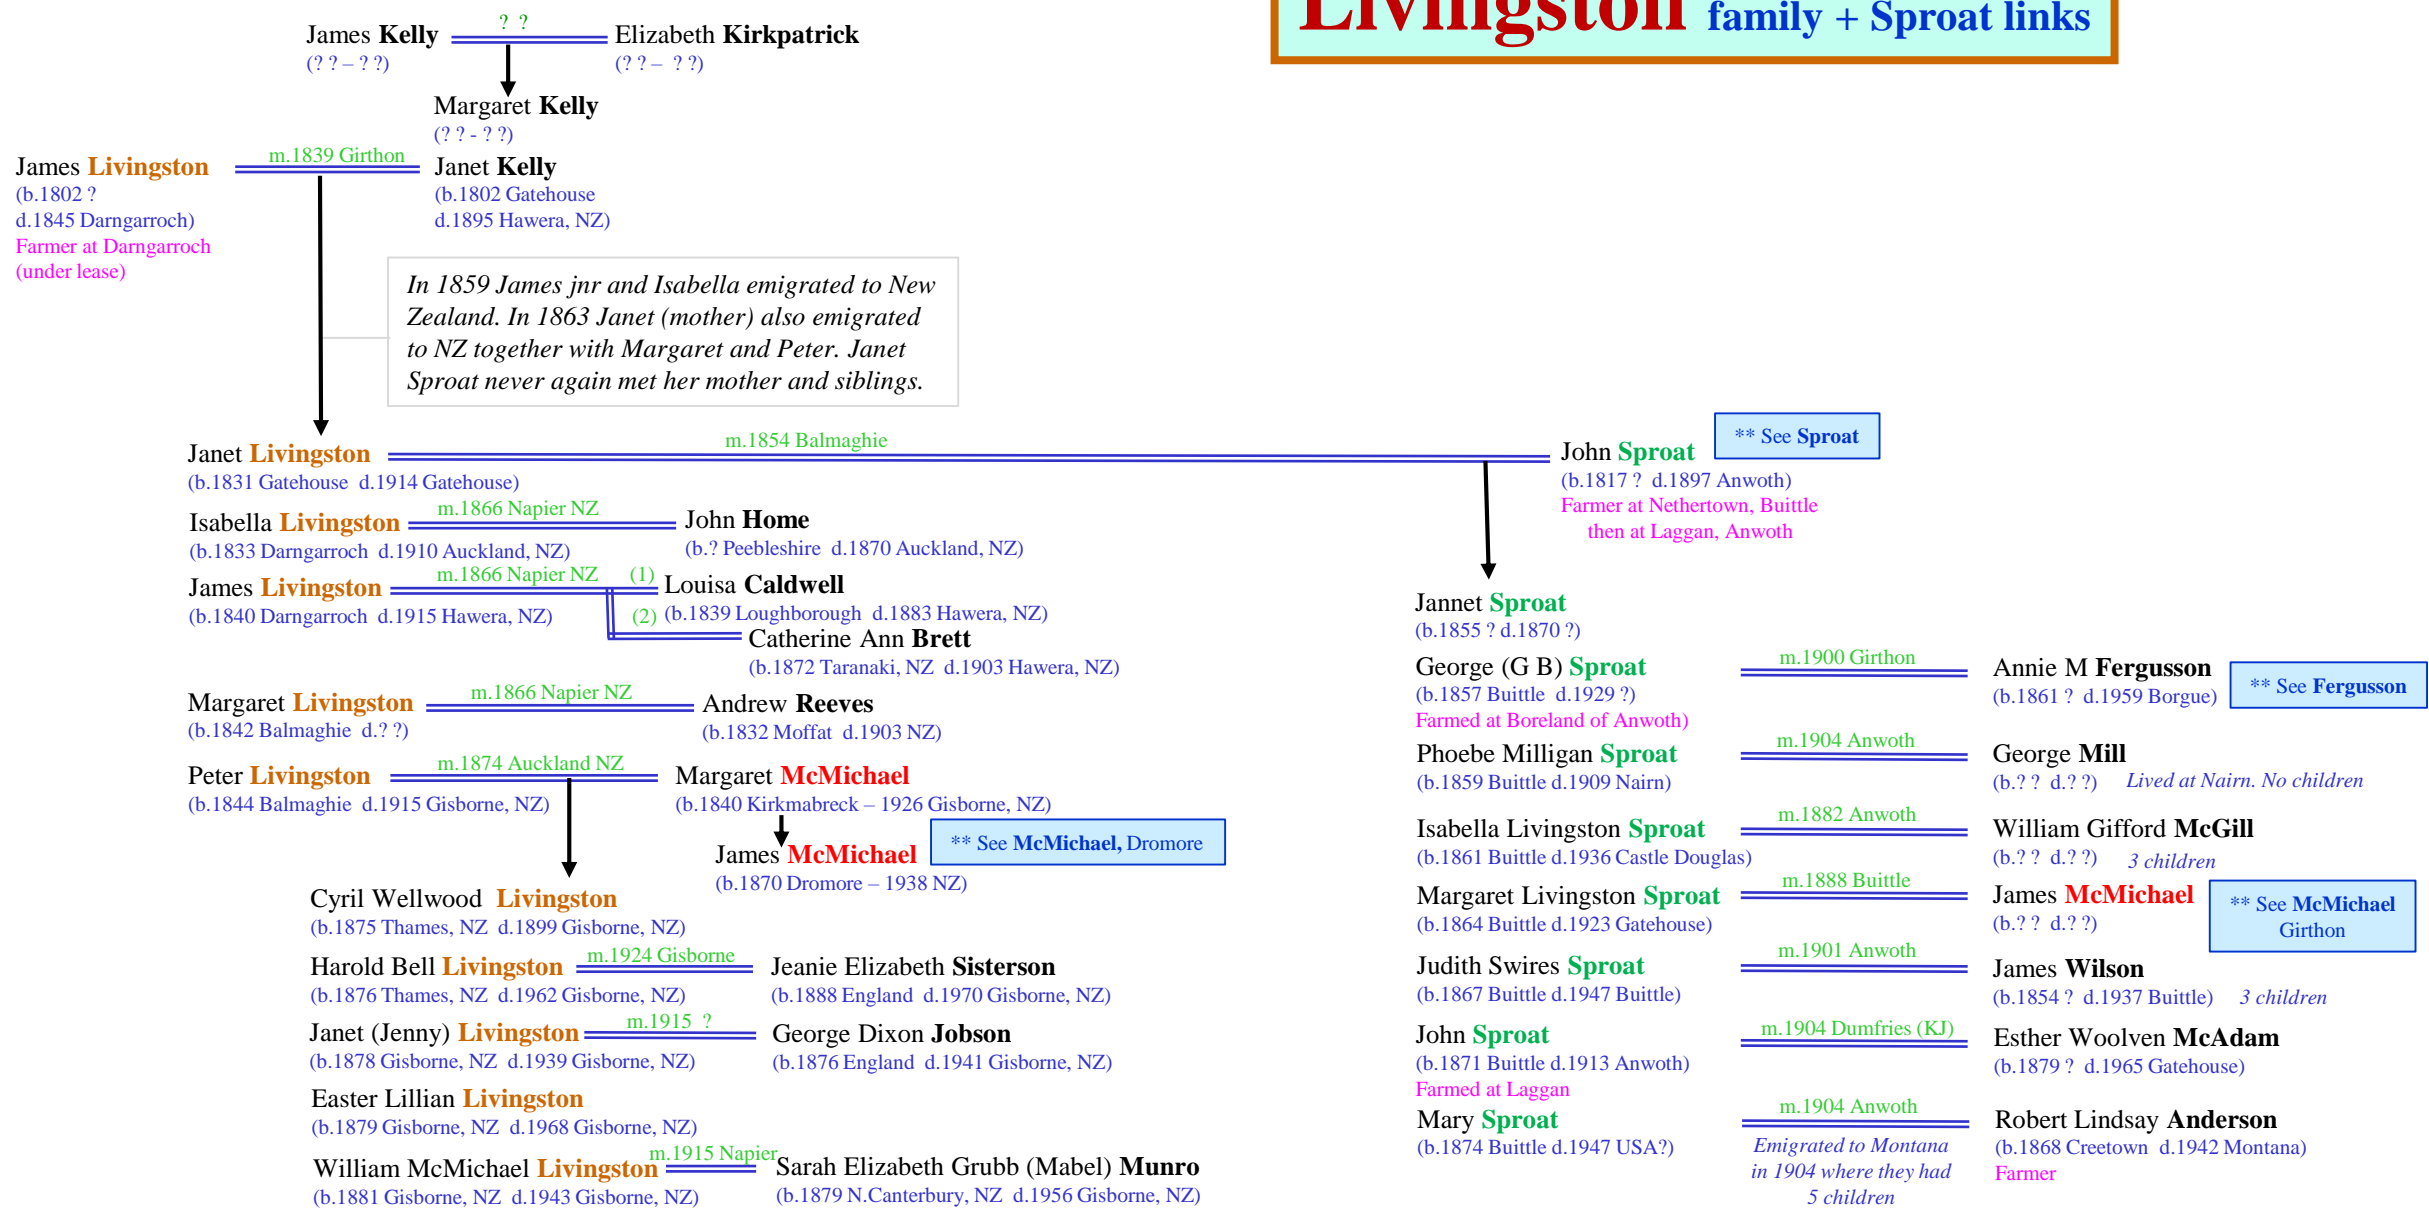 Livingston family + Sproat links
James Kelly
? ?
Elizabeth Kirkpatrick
(? ? – ? ?)
(? ? – ? ?)
Margaret Kelly
(? ? - ? ?)
James Livingston
m.1839 Girthon
Janet Kelly
(b.1802 ?
d.1845 Darngarroch)
Farmer at Darngarroch
(under lease)
(b.1802 Gatehouse
d.1895 Hawera, NZ)
In 1859 James jnr and Isabella emigrated to New
Zealand. In 1863 Janet (mother) also emigrated
to NZ together with Margaret and Peter. Janet
Sproat never again met her mother and siblings.
Janet Livingston
(b.1831 Gatehouse d.1914 Gatehouse)
m.1854 Balmaghie
John Sproat
(b.1817 ? d.1897 Anwoth)
Farmer at Nethertown, Buittle
then at Laggan, Anwoth
** See Sproat
Isabella Livingston
(b.1833 Darngarroch d.1910 Auckland, NZ)
m.1866 Napier NZ
John Home
(b.? Peebleshire d.1870 Auckland, NZ)
James Livingston
(b.1840 Darngarroch d.1915 Hawera, NZ)
m.1866 Napier NZ
(1)
Louisa Caldwell
(b.1839 Loughborough d.1883 Hawera, NZ)
(2)
Catherine Ann Brett
(b.1872 Taranaki, NZ d.1903 Hawera, NZ)
Margaret Livingston
(b.1842 Balmaghie d.? ?)
m.1866 Napier NZ
Andrew Reeves
(b.1832 Moffat d.1903 NZ)
Peter Livingston
(b.1844 Balmaghie d.1915 Gisborne, NZ)
m.1874 Auckland NZ
Margaret McMichael
(b.1840 Kirkmabreck – 1926 Gisborne, NZ)
James McMichael
(b.1870 Dromore – 1938 NZ)
** See McMichael, Dromore
Cyril Wellwood Livingston
(b.1875 Thames, NZ d.1899 Gisborne, NZ)
Harold Bell Livingston
(b.1876 Thames, NZ d.1962 Gisborne, NZ)
m.1924 Gisborne
Jeanie Elizabeth Sisterson
(b.1888 England d.1970 Gisborne, NZ)
Janet (Jenny) Livingston
(b.1878 Gisborne, NZ d.1939 Gisborne, NZ)
m.1915 ?
George Dixon Jobson
(b.1876 England d.1941 Gisborne, NZ)
Easter Lillian Livingston
(b.1879 Gisborne, NZ d.1968 Gisborne, NZ)
William McMichael Livingston
(b.1881 Gisborne, NZ d.1943 Gisborne, NZ)
m.1915 Napier
Sarah Elizabeth Grubb (Mabel) Munro
(b.1879 N.Canterbury, NZ d.1956 Gisborne, NZ)
Jannet Sproat
(b.1855 ? d.1870 ?)
George (G B) Sproat
(b.1857 Buittle d.1929 ?)
Farmed at Boreland of Anwoth)
m.1900 Girthon
Annie M Fergusson
(b.1861 ? d.1959 Borgue)
** See Fergusson
Phoebe Milligan Sproat
(b.1859 Buittle d.1909 Nairn)
m.1904 Anwoth
George Mill
(b.? ? d.? ?)
Lived at Nairn. No children
Isabella Livingston Sproat
(b.1861 Buittle d.1936 Castle Douglas)
m.1882 Anwoth
William Gifford McGill
(b.? ? d.? ?)
3 children
Margaret Livingston Sproat
(b.1864 Buittle d.1923 Gatehouse)
m.1888 Buittle
James McMichael
(b.? ? d.? ?)
** See McMichael
Girthon
Judith Swires Sproat
(b.1867 Buittle d.1947 Buittle)
m.1901 Anwoth
James Wilson
(b.1854 ? d.1937 Buittle)
3 children
John Sproat
(b.1871 Buittle d.1913 Anwoth)
Farmed at Laggan
m.1904 Dumfries (KJ)
Esther Woolven McAdam
(b.1879 ? d.1965 Gatehouse)
Mary Sproat
(b.1874 Buittle d.1947 USA?)
m.1904 Anwoth
Emigrated to Montana
in 1904 where they had
5 children
Robert Lindsay Anderson
(b.1868 Creetown d.1942 Montana)
Farmer